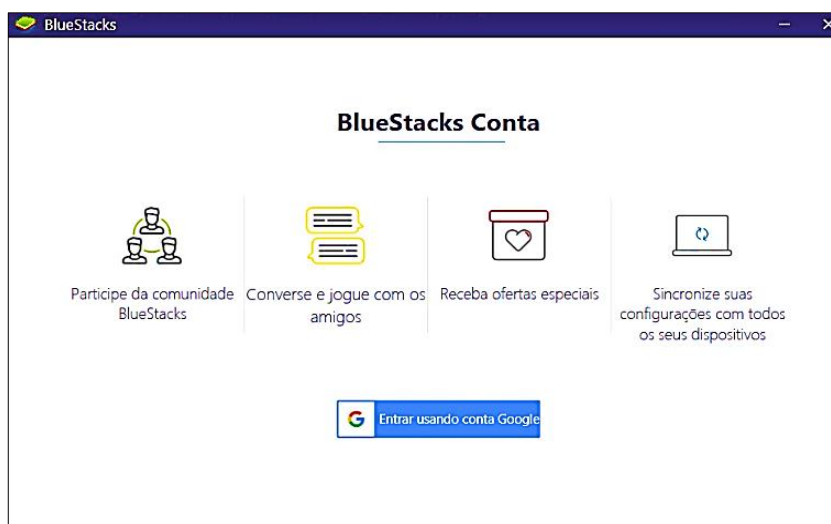 BlueStacks
BlueStacks Conta
Participe da comunidade
BlueStacks
Converse e jogue com os
amigos
Receba ofertas especiais
Sincronize suas
configurações com todos
os seus dispositivos
Entrar usando conta Google